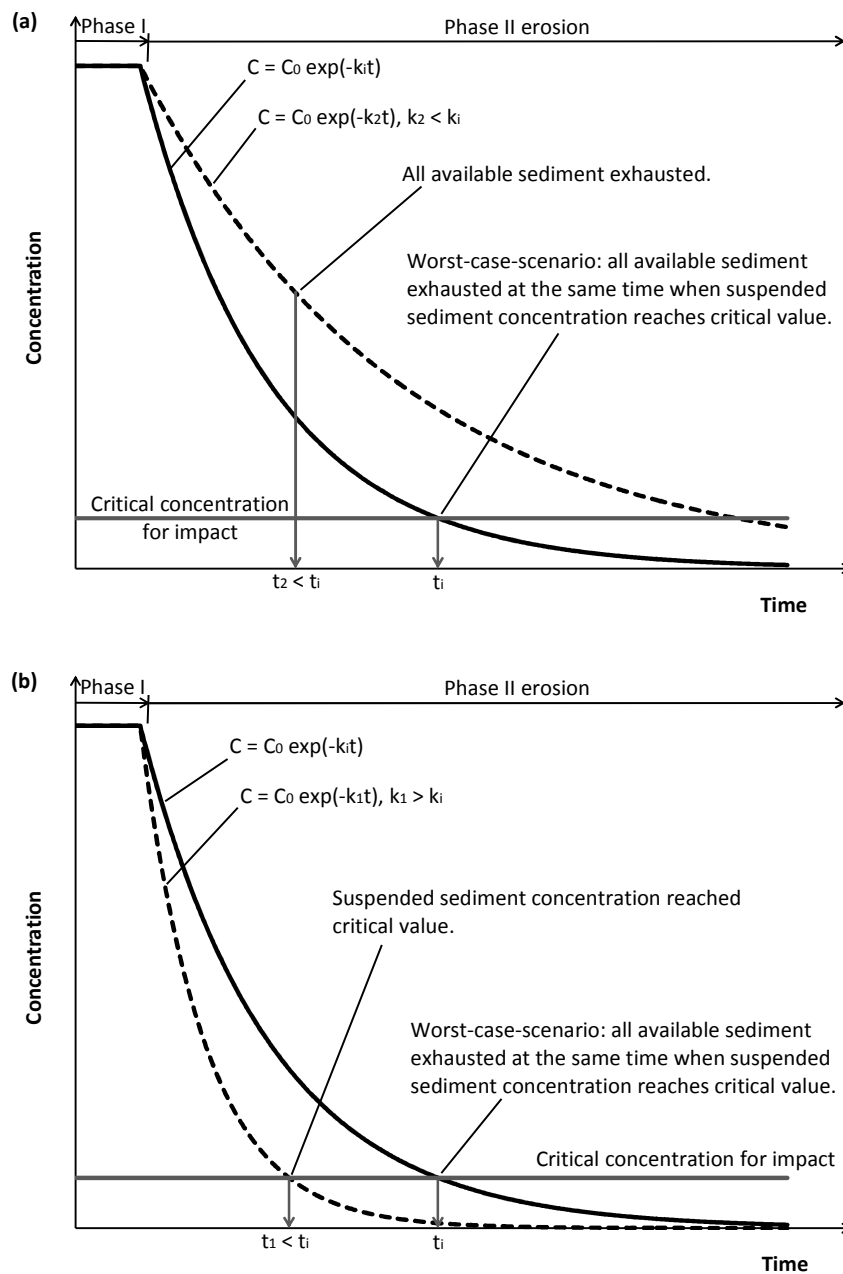 (a)
Phase I
Phase II erosion
C = C0 exp(-kit)
C = C0 exp(-k2t), k2 < ki
All available sediment exhausted.
Worst-case-scenario: all available sediment
exhausted at the same time when suspended
sediment concentration reaches critical value.
Concentration
Critical concentration
for impact
t2 < ti
ti
Time
(b)
Phase I
Phase II erosion
C = C0 exp(-kit)
C = C0 exp(-k1t), k1 > ki
Suspended sediment concentration reached
critical value.
Concentration
Worst-case-scenario: all available sediment
exhausted at the same time when suspended
sediment concentration reaches critical value.
Critical concentration for impact
t1 < ti
ti
Time